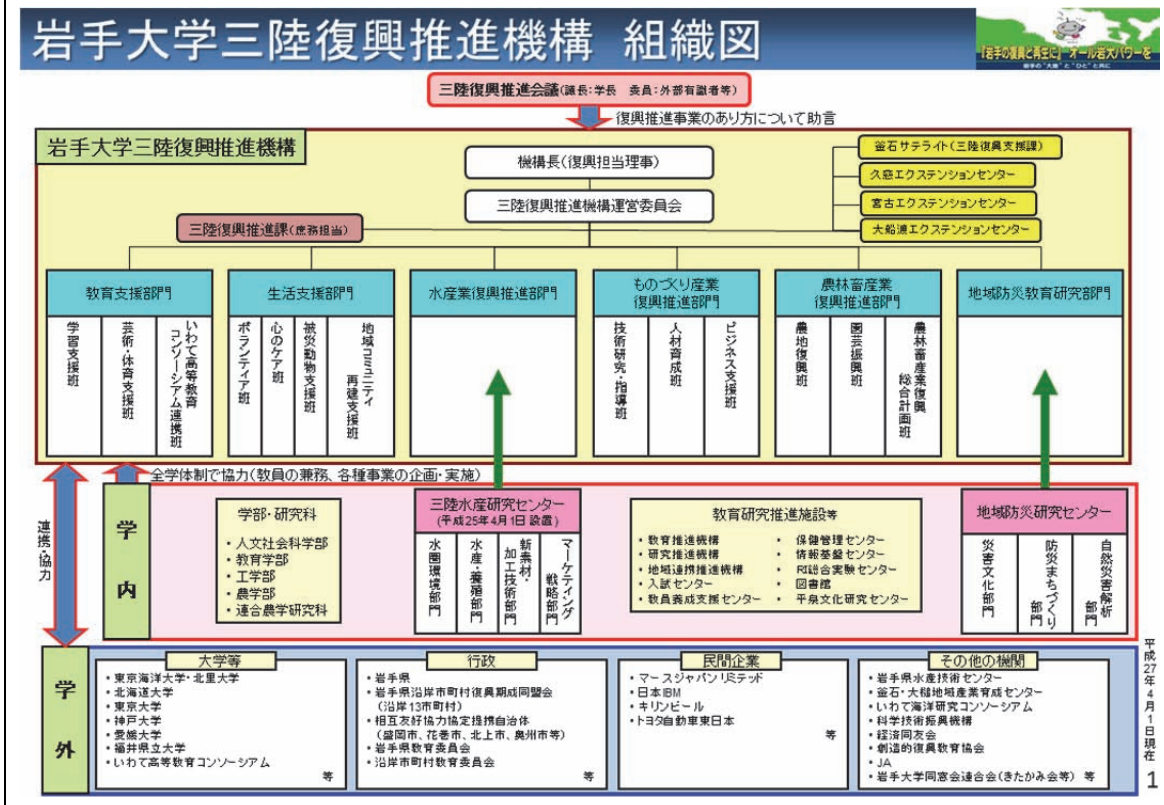 岩手大学三陸復興推進機構 組織図
『岩手の復興と再生に』オール岩大パワーを
岩手の“大地”と“ひと”と共に
三陸復興推進会議(議長:学長 委員:外部有識者等)
復興推進事業のあり方について助言
岩手大学三陸復興推進機構
機構長(復興担当理事)
三陸復興推進機構運営委員会
三陸復興推進課(庶務担当)
釜石サテライト(三陸復興支援課)
久慈エクステンションセンター
宮古エクステンションセンター
大船渡エクステンションセンター
教育支援部門
学習支援班
芸術・体育支援班
いわて高等教育
コンソーシアム連携班
生活支援部門
ボランティア班
心のケア班
被災動物支援班
地域コミュニティ
再建支援班
水産業復興推進部門
ものづくり産業
復興推進部門
技術研究・指導班
人材育成班
ビジネス支援班
農林畜産業
復興推進部門
農地復興班
園芸振興班
農林畜産業復興
総合計画班
地域防災教育研究部門
連携・協力
全学体制で協力(教員の兼務、各種事業の企画・実施)
学内
学部・研究科
・人文社会科学部
・教育学部
・工学部
・農学部
・連合農学研究科
三陸水産研究センター
(平成25年4月1日 設置)
水圏環境部門
水産・養殖部門
新素材・
加工技術部門
マーケティング
戦略部門
教育研究推進施設等
・教育推進機構
・研究推進機構
・地域連携推進機構
・入試センター
・教員養成支援センター
・保健管理センター
・情報基盤センター
・RI総合実験センター
・図書館
・平泉文化研究センター
地域防災研究センター
災害文化部門
防災まちづくり
部門
自然災害解析
部門
学外
大学等
・東京海洋大学・北里大学
・北海道大学
・東京大学
・神戸大学
・愛媛大学
・福井県立大学
・いわて高等教育コンソーシアム
等
行政
・岩手県
・岩手県沿岸市町村復興期成同盟会
(沿岸13市町村)
・相互友好協力協定提携自治体
(盛岡市、花巻市、北上市、奥州市等)
・岩手県教育委員会
・沿岸市町村教育委員会
等
民間企業
・マースジャパンリミテッド
・日本IBM
・キリンビール
・トヨタ自動車東日本
等
その他の機関
・岩手県水産技術センター
・釜石・大槌地域産業育成センター
・いわて海洋研究コンソーシアム
・科学技術振興機構
・経済同友会
・創造的復興教育協会
・JA
・岩手大学同窓会連合会(きたかみ会等) 等
平成27年4月1日現在
1